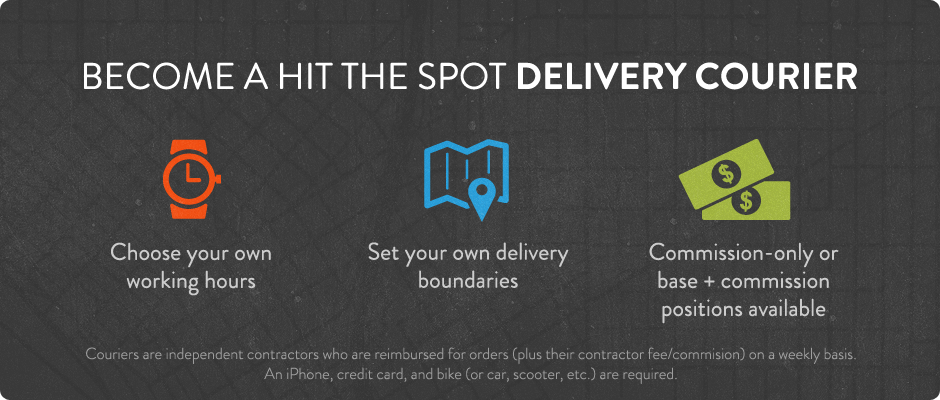 BECOME A HIT THE SPOT DELIVERY COURIER
Choose your own
working hours
Set your own delivery
boundaries
$
$
Commission-only or
base + commission
positions available
Couriers are independent contractors who are reimbursed for orders (plus their contractor fee/commision) on a weekly basis.
An iPhone, credit card, and bike (or car, scooter, etc.) are required.